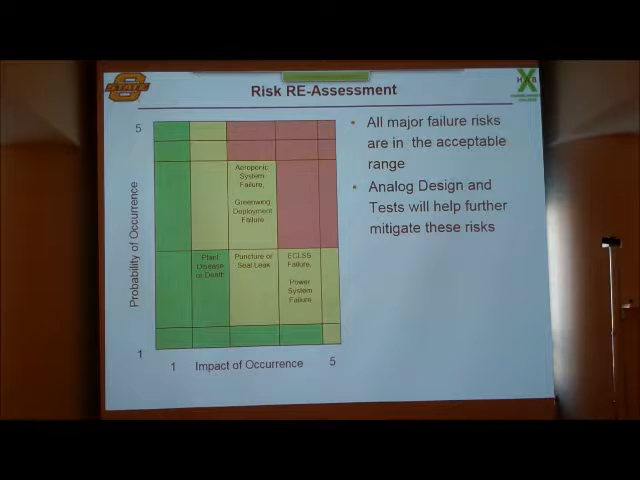 STATE
Risk RE-Assessment
5
Probability of Occurrence
Aeroponic
System
Failure,
Greenwing
Deployment
Failure
Plant
Disease
or Death
Puncture or
Seal Leak
ECLSS
Failure,
Power
System
Failure
1
1 Impact of Occurrence 5
• All major failure risks
are in the acceptable
range
• Analog Design and
Tests will help further
mitigate these risks